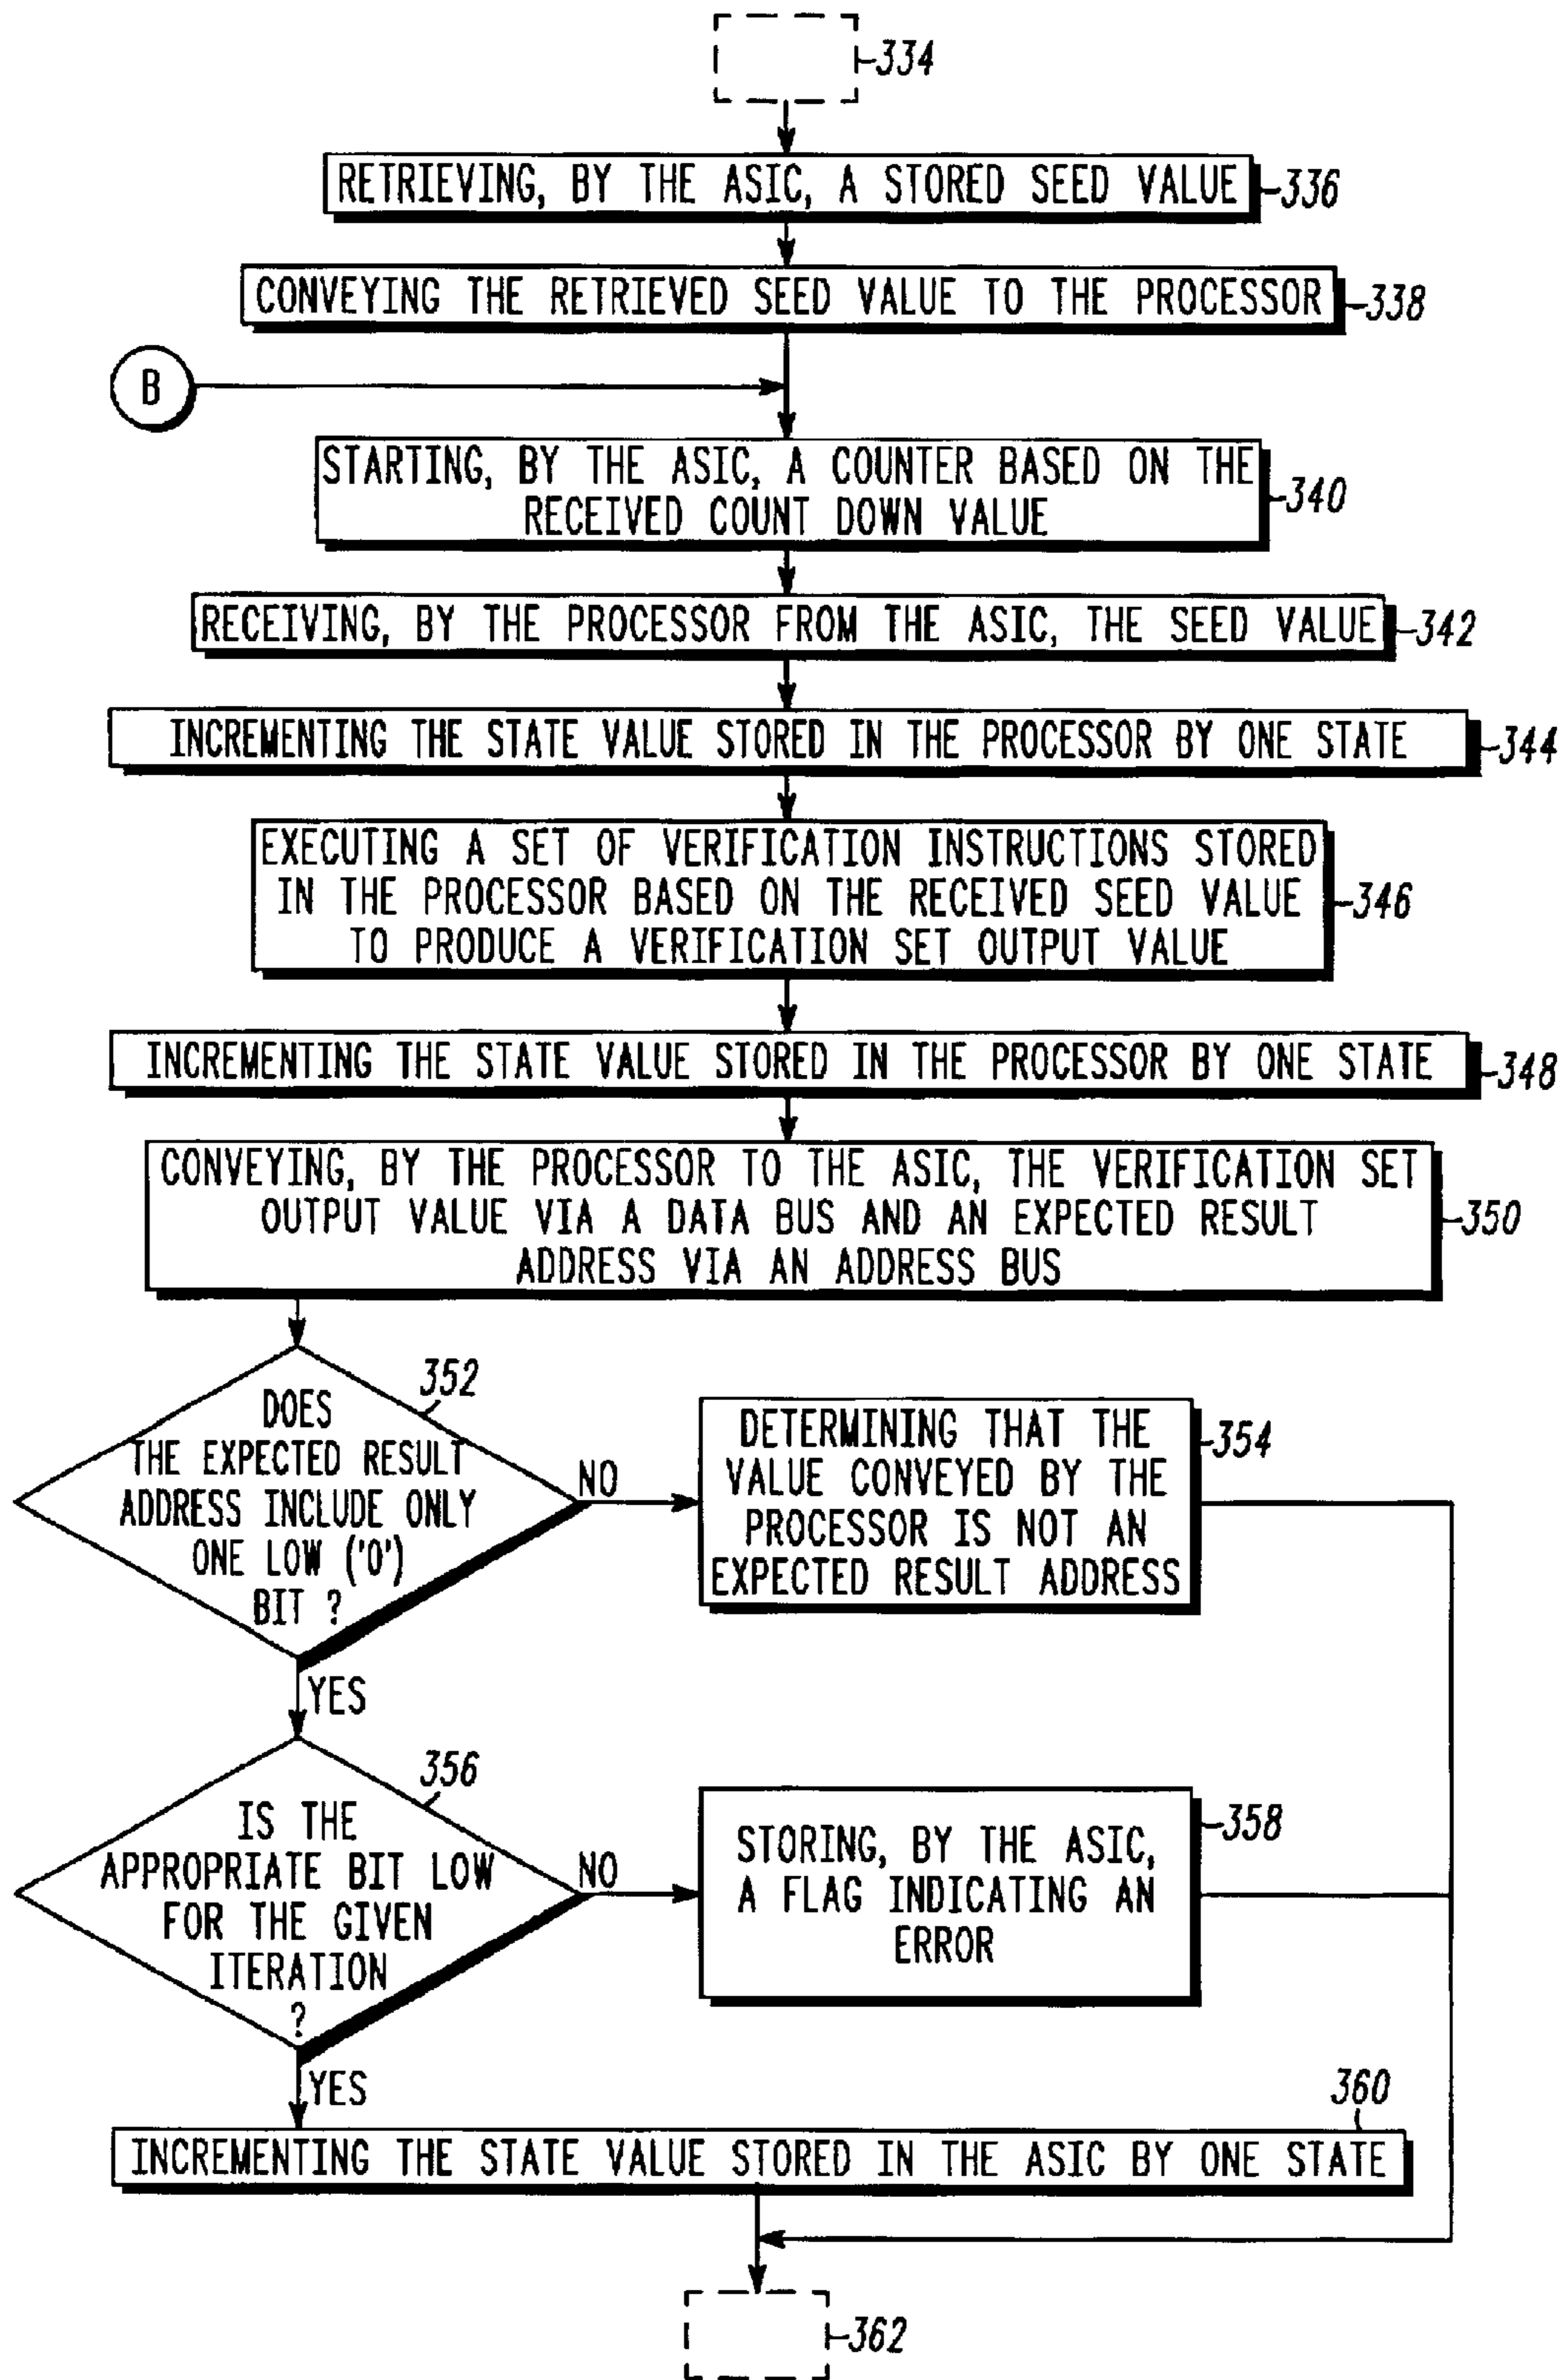 334
RETRIEVING, BY THE ASIC, A STORED SEED VALUE
336
CONVEYING THE RETRIEVED SEED VALUE TO THE PROCESSOR
338
B
STARTING, BY THE ASIC, A COUNTER BASED ON THE
RECEIVED COUNT DOWN VALUE
340
RECEIVING, BY THE PROCESSOR FROM THE ASIC, THE SEED VALUE
342
INCREMENTING THE STATE VALUE STORED IN THE PROCESSOR BY ONE STATE
344
EXECUTING A SET OF VERIFICATION INSTRUCTIONS STORED
IN THE PROCESSOR BASED ON THE RECEIVED SEED VALUE
TO PRODUCE A VERIFICATION SET OUTPUT VALUE
346
INCREMENTING THE STATE VALUE STORED IN THE PROCESSOR BY ONE STATE
348
CONVEYING, BY THE PROCESSOR TO THE ASIC, THE VERIFICATION SET
OUTPUT VALUE VIA A DATA BUS AND AN EXPECTED RESULT
ADDRESS VIA AN ADDRESS BUS
350
352
DOES
THE EXPECTED RESULT
ADDRESS INCLUDE ONLY
ONE LOW ('0')
BIT ?
NO
DETERMINING THAT THE
VALUE CONVEYED BY THE
PROCESSOR IS NOT AN
EXPECTED RESULT ADDRESS
354
YES
356
IS THE
APPROPRIATE BIT LOW
FOR THE GIVEN
ITERATION
?
NO
STORING, BY THE ASIC,
A FLAG INDICATING AN
ERROR
358
YES
360
INCREMENTING THE STATE VALUE STORED IN THE ASIC BY ONE STATE
362